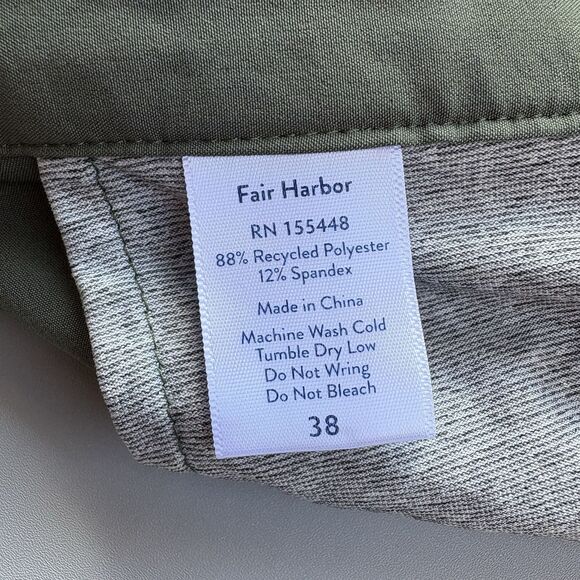 Fair Harbor
RN 155448
88% Recycled Polyester
12% Spandex
Made in China
Machine Wash Cold
Tumble Dry Low
Do Not Wring
Do Not Bleach
38